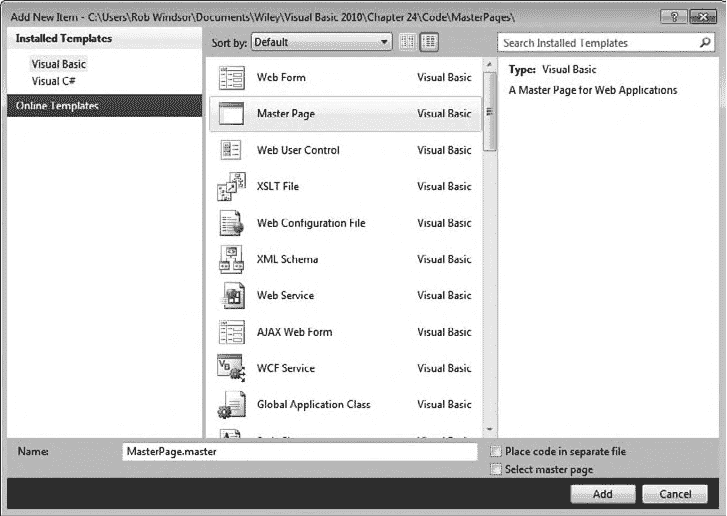 Add New Item - C:\Users\Rob Windsor\Documents\Wiley\Visual Basic 2010\Chapter 24\Code\MasterPages\
Installed Templates
Visual Basic
Visual C#
Online Templates
Sort by: Default
Search Installed Templates
Web Form Visual Basic
Master Page Visual Basic
Web User Control Visual Basic
XSLT File Visual Basic
Web Configuration File Visual Basic
XML Schema Visual Basic
Web Service Visual Basic
AJAX Web Form Visual Basic
WCF Service Visual Basic
Global Application Class Visual Basic
Type: Visual Basic
A Master Page for Web Applications
Name: MasterPage.master
Place code in separate file
Select master page
Add
Cancel